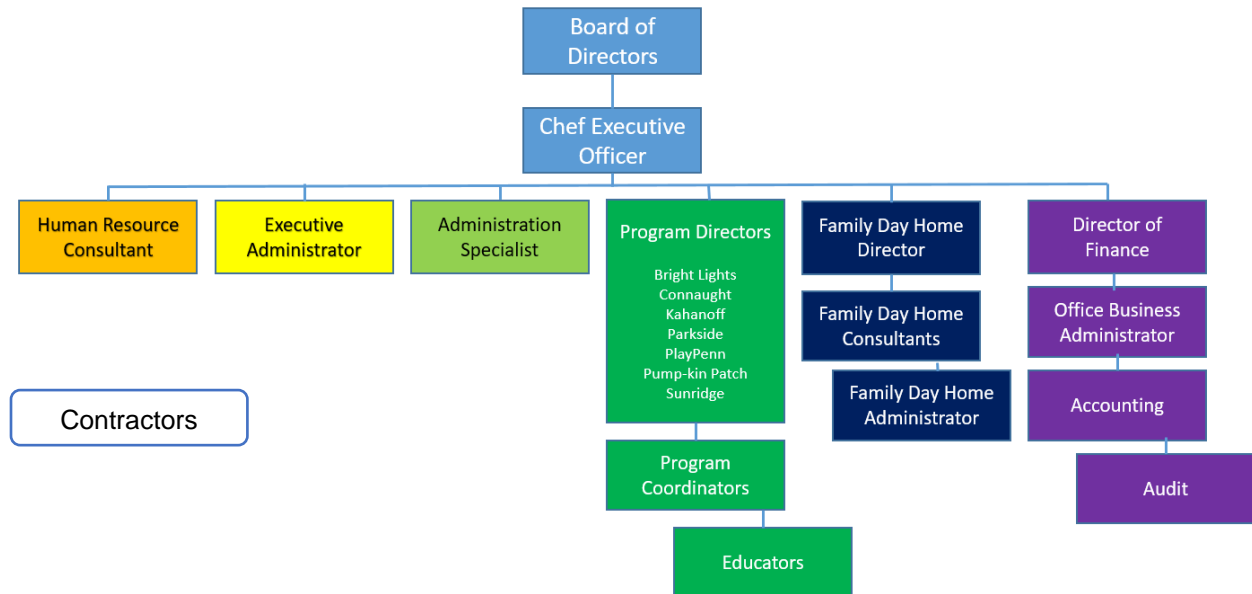 Board of
Directors
Chef Executive
Officer
Human Resource
Consultant
Executive
Administrator
Administration
Specialist
Program Directors
Bright Lights
Connaught
Kahanoff
Parkside
PlayPenn
Pump-kin Patch
Sunridge
Family Day Home
Director
Director of
Finance
Family Day Home
Consultants
Office Business
Administrator
Family Day Home
Administrator
Accounting
Contractors
Program
Coordinators
Audit
Educators